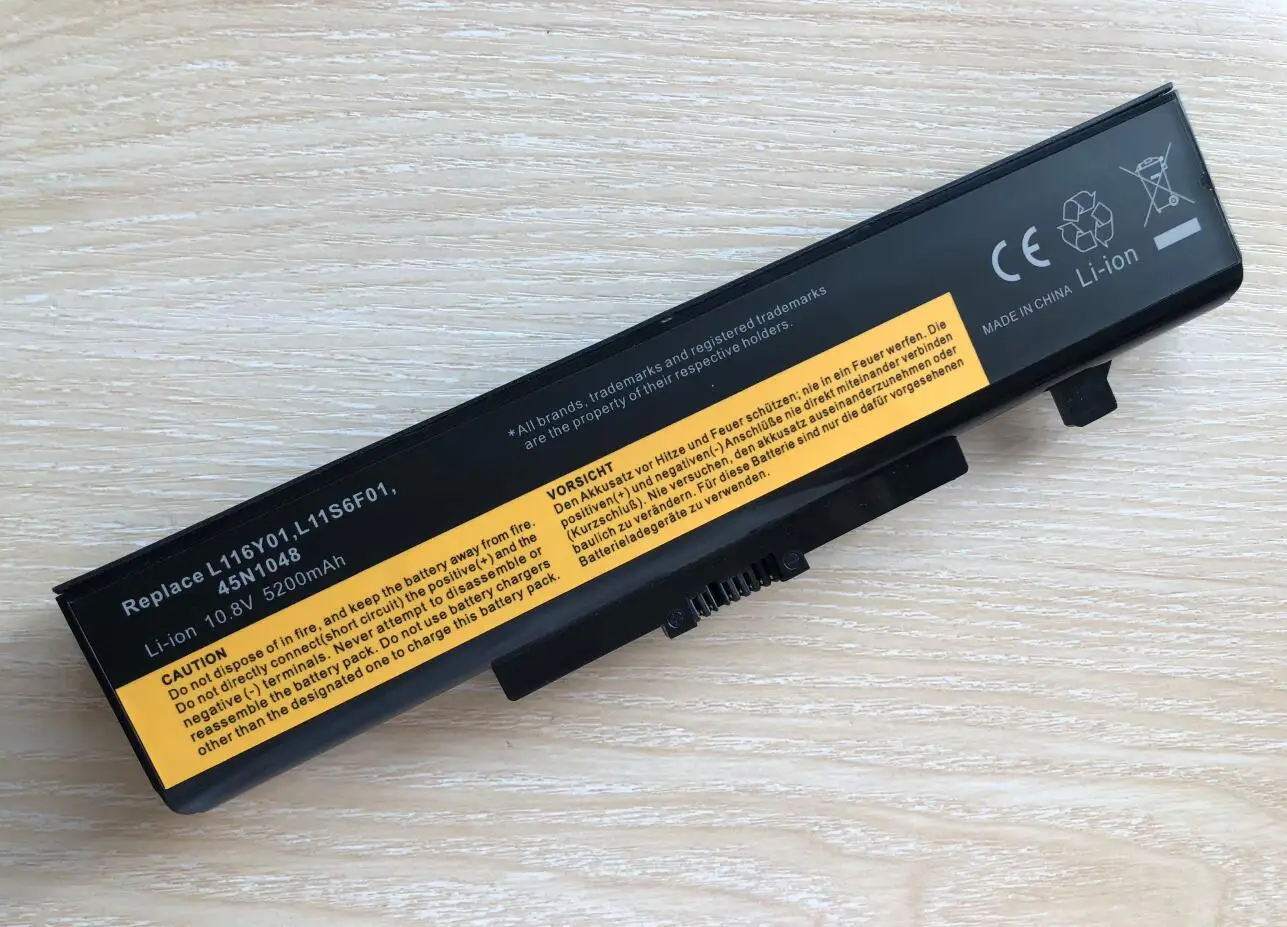 Replace L116Y01,L11S6F01,
45N1048
Li-ion 10.8V 5200mAh
CAUTION
Do not dispose of in fire, and keep the battery away from fire.
Do not directly connect(short circuit) the positive(+) and the
negative (-) terminals. Never attempt to disassemble or
reassemble the battery pack. Do not use battery chargers
other than the designated one to charge this battery pack.
VORSICHT
Den Akkusatz vor Hitze und Feuer schützen; nie in ein Feuer werfen. Die
positiven(+) und negativen(-) Anschlüße nie direkt miteinander verbinden
(Kurzschluß). Nie versuchen, den akkusatz auseinanderzunehmen oder
baulich zu verändern. Für diese Batterie sind nur die dafür vorgesehenen
Batterieladegeräte zu verwenden.
*All brands, trademarks and registered trademarks
are the property of their respective holders.
CE
MADE IN CHINA Li-ion